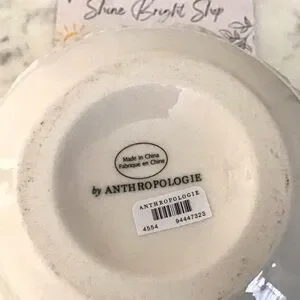 Shine Bright Shop
Made in China
Fabriqué en Chine
by ANTHROPOLOGIE
ANTHROPOLOGIE
4554 94447323